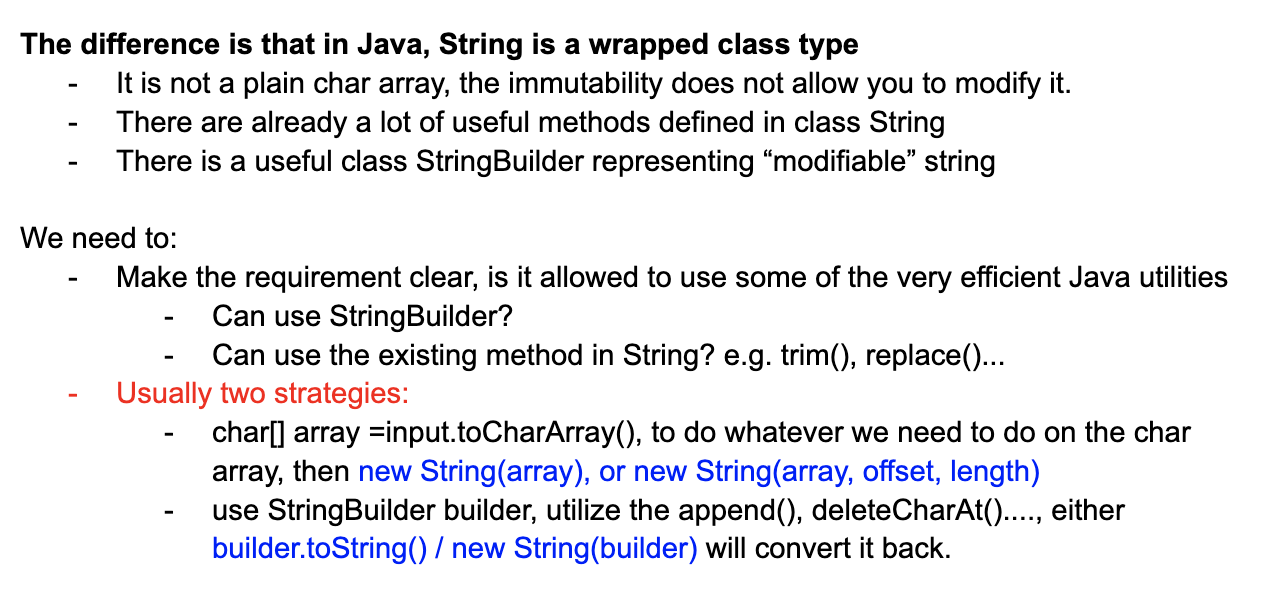 The difference is that in Java, String is a wrapped class type
- It is not a plain char array, the immutability does not allow you to modify it.
- There are already a lot of useful methods defined in class String
- There is a useful class StringBuilder representing “modifiable” string
We need to:
- Make the requirement clear, is it allowed to use some of the very efficient Java utilities
- Can use StringBuilder?
- Can use the existing method in String? e.g. trim(), replace()...
- Usually two strategies:
- char[] array =input.toCharArray(), to do whatever we need to do on the char
array, then new String(array), or new String(array, offset, length)
- use StringBuilder builder, utilize the append(), deleteCharAt()...., either
builder.toString() / new String(builder) will convert it back.